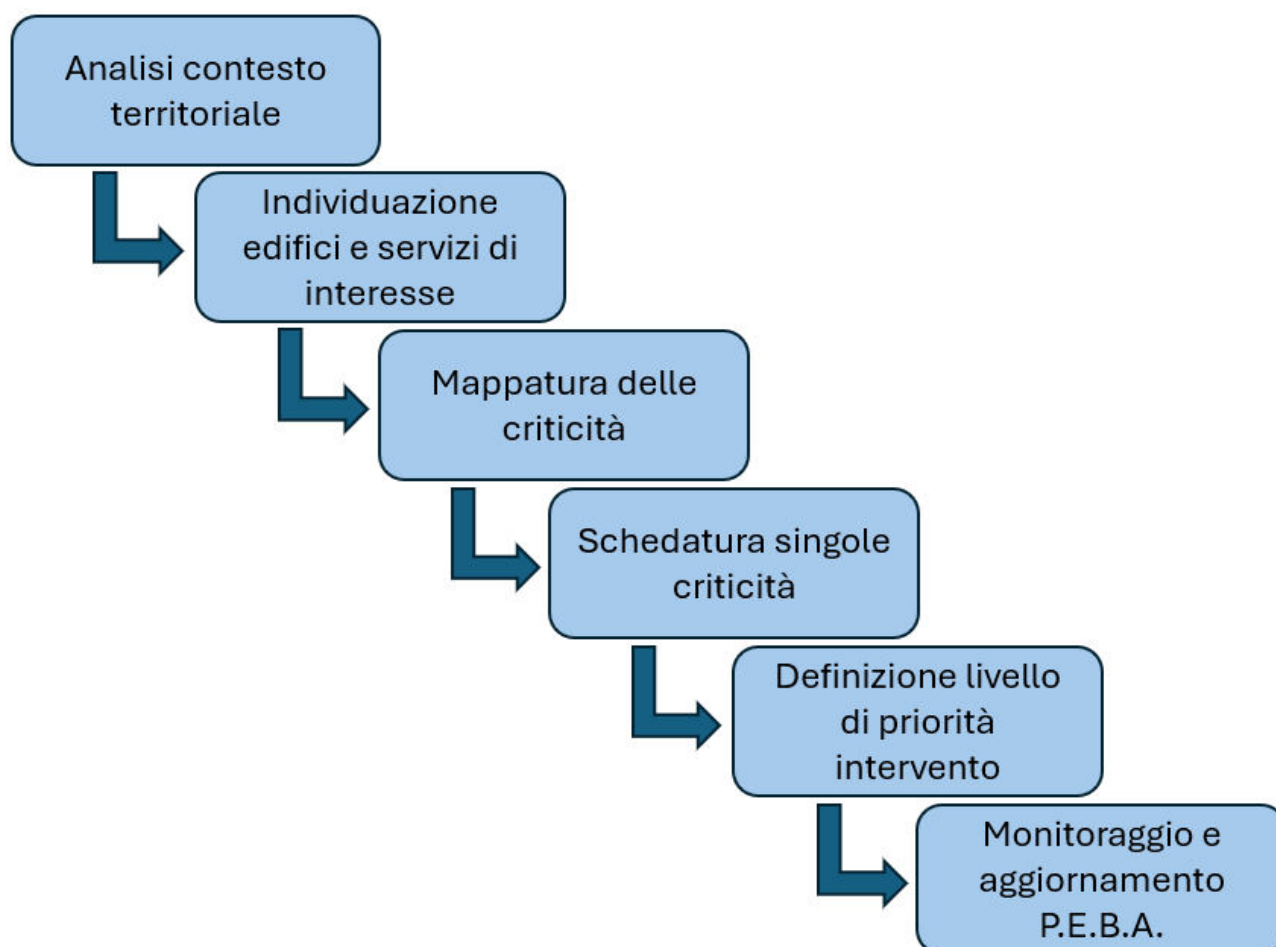 Analisi contesto
territoriale
Individuazione
edifici e servizi di
interesse
Mappatura delle
criticità
Schedatura singole
criticità
Definizione livello
di priorità
intervento
Monitoraggio e
aggiornamento
P.E.B.A.